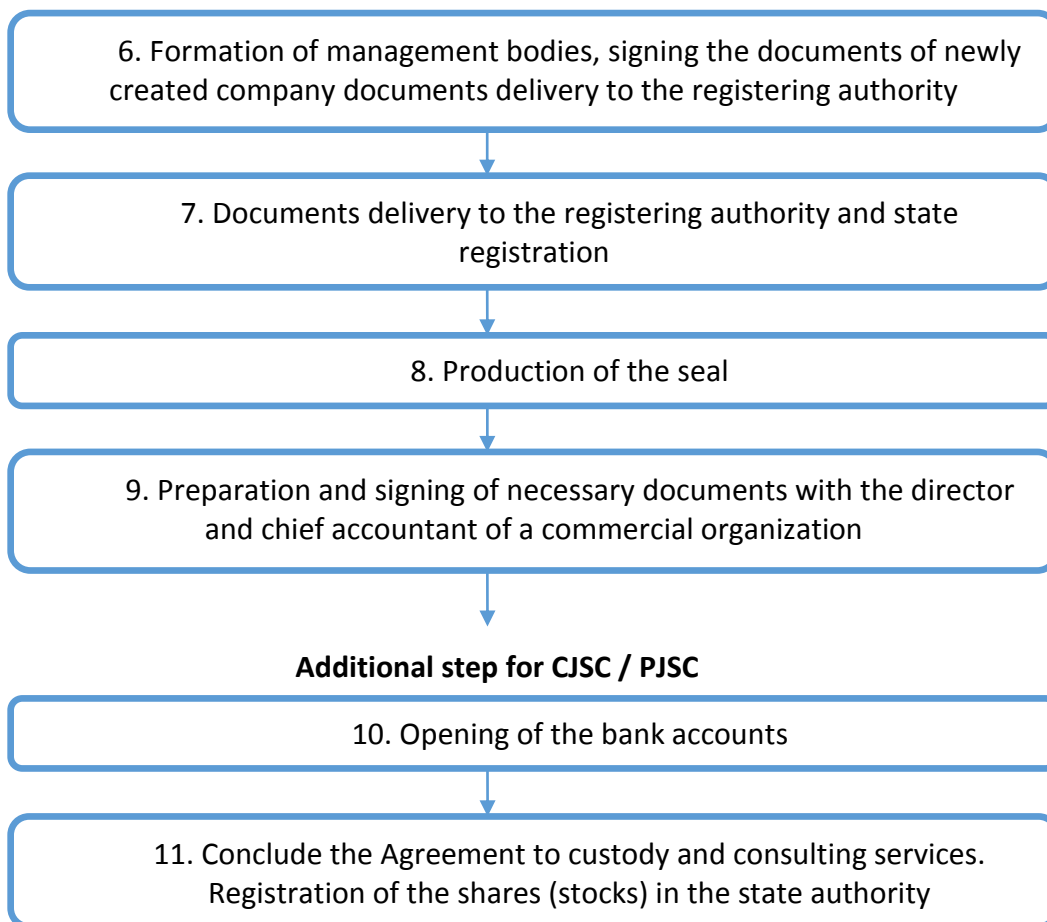 6. Formation of management bodies, signing the documents of newly
created company documents delivery to the registering authority
7. Documents delivery to the registering authority and state
registration
8. Production of the seal
9. Preparation and signing of necessary documents with the director
and chief accountant of a commercial organization
Additional step for CJSC / PJSC
10. Opening of the bank accounts
11. Conclude the Agreement to custody and consulting services.
Registration of the shares (stocks) in the state authority